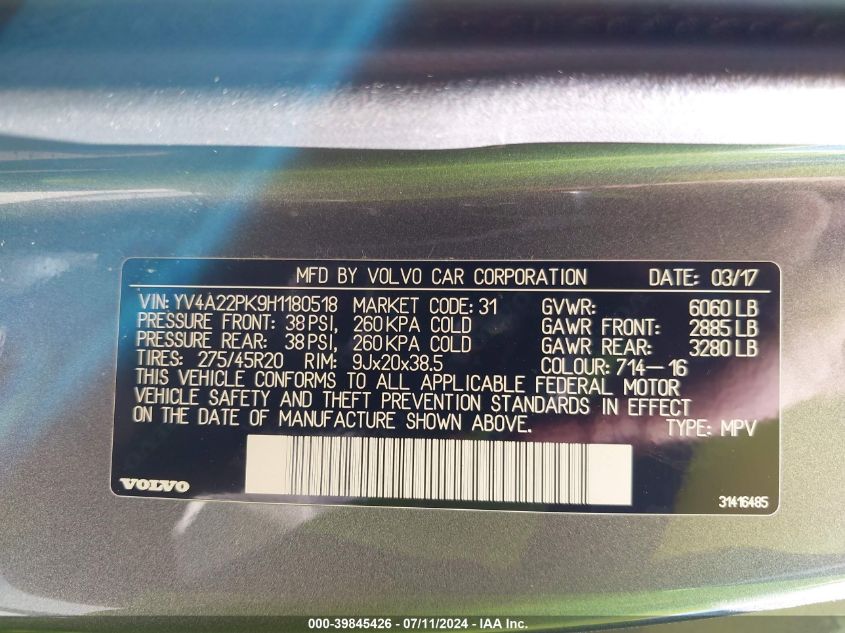 MFD BY VOLVO CAR CORPORATION DATE: 03/17
VIN: YV4A22PK9H1180518 MARKET CODE: 31 GVWR: 6060 LB
PRESSURE FRONT: 38 PSI, 260 KPA COLD GAWR FRONT: 2885 LB
PRESSURE REAR: 38 PSI, 260 KPA COLD GAWR REAR: 3280 LB
TIRES: 275/45R20 RIM: 9Jx20x38.5 COLOUR: 714-16
THIS VEHICLE CONFORMS TO ALL APPLICABLE FEDERAL MOTOR
VEHICLE SAFETY AND THEFT PREVENTION STANDARDS IN EFFECT
ON THE DATE OF MANUFACTURE SHOWN ABOVE. TYPE: MPV
VOLVO 31416485
000-39845426 - 07/11/2024 - IAA Inc.